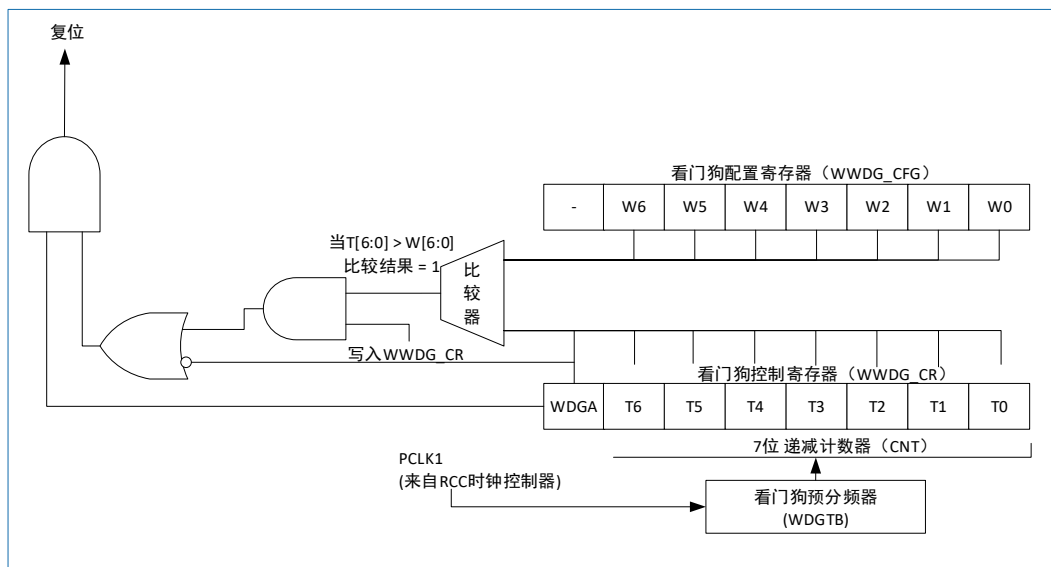 复位
看门狗配置寄存器（WWDG_CFG）
- W6 W5 W4 W3 W2 W1 W0
当T[6:0] > W[6:0]
比较结果 = 1
比
较
器
写入WWDG_CR
看门狗控制寄存器（WWDG_CR）
WDGA T6 T5 T4 T3 T2 T1 T0
7位 递减计数器（CNT）
PCLK1
(来自RCC时钟控制器)
看门狗预分频器
(WDGTB)